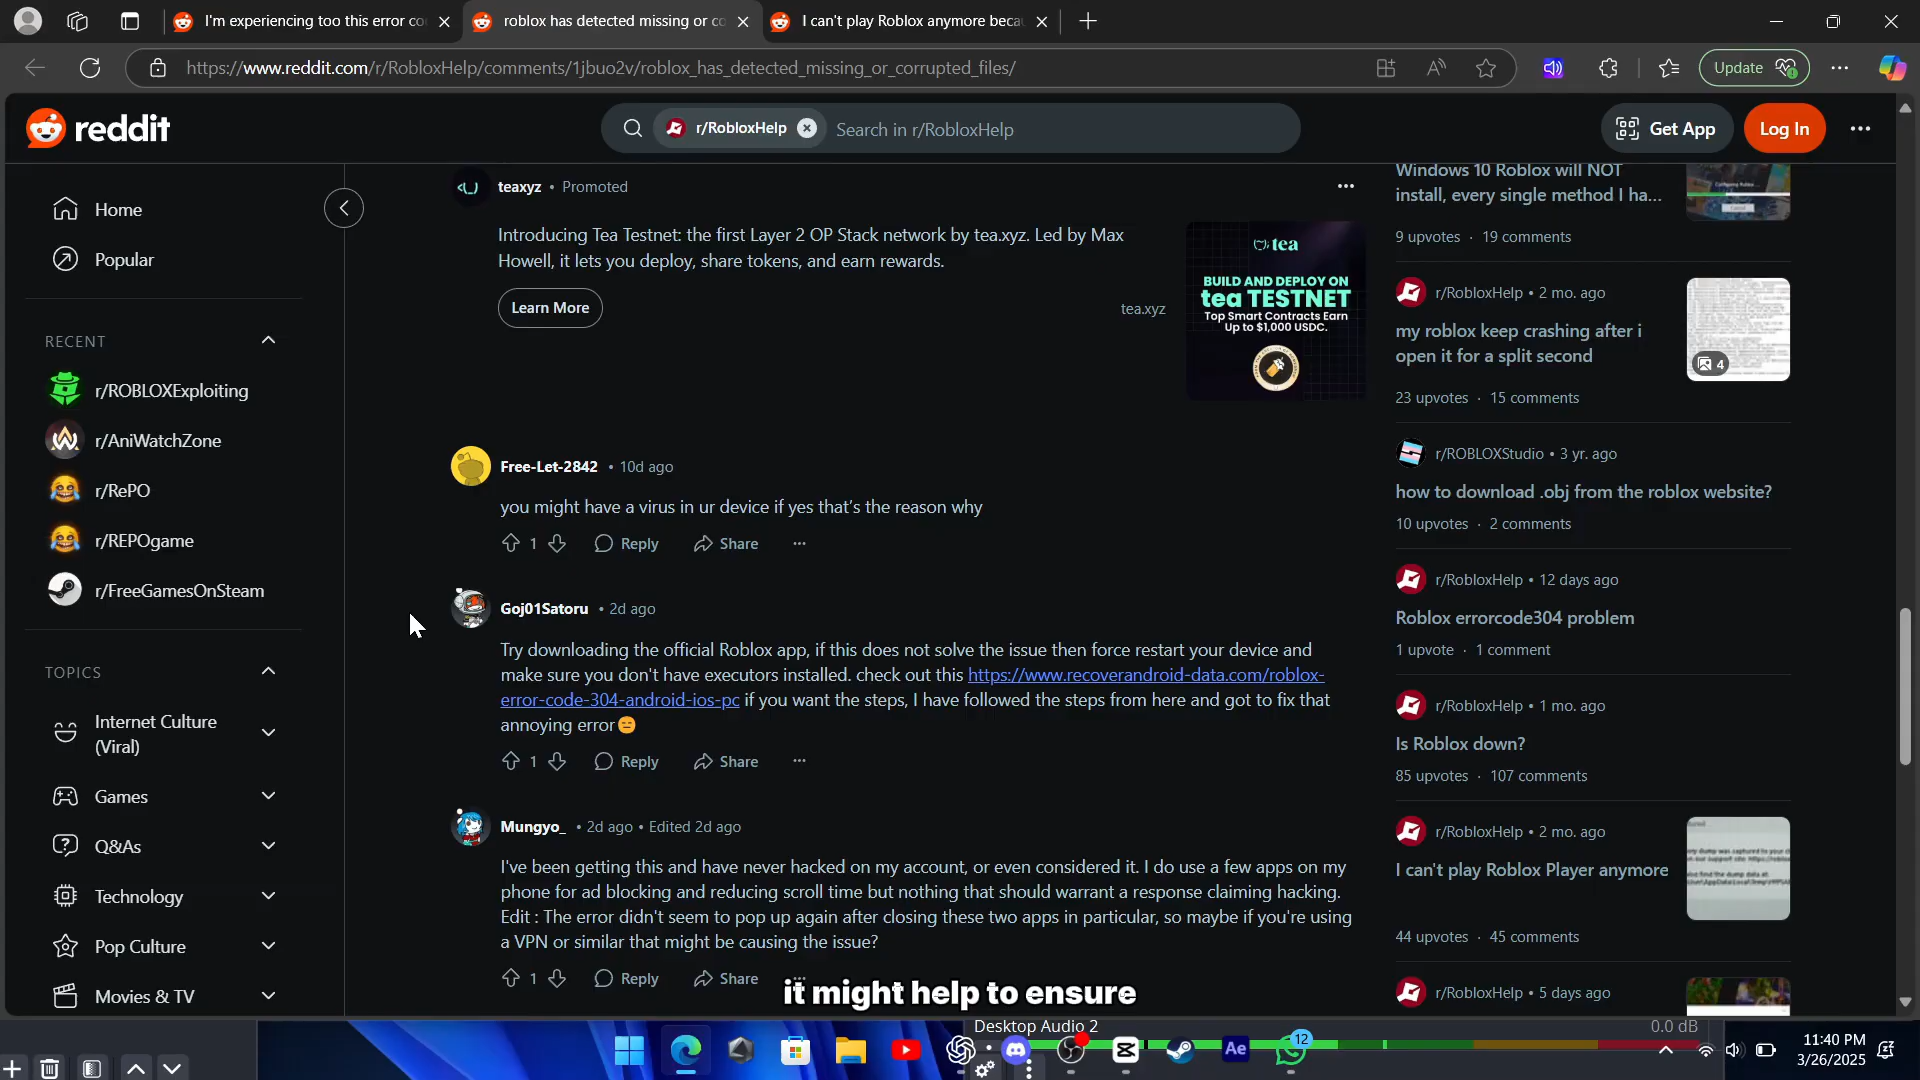 I'm experiencing too this error co
roblox has detected missing or co
I can't play Roblox anymore beca
https://www.reddit.com/r/RobloxHelp/comments/1jbuo2v/roblox_has_detected_missing_or_corrupted_files/
Update
reddit
r/RobloxHelp
Search in r/RobloxHelp
Get App
Log In
Home
Popular
RECENT
r/ROBLOXExploiting
r/AniWatchZone
r/RePO
r/REPOgame
r/FreeGamesOnSteam
TOPICS
Internet Culture
(Viral)
Games
Q&As
Technology
Pop Culture
Movies & TV
teaxyz • Promoted
Introducing Tea Testnet: the first Layer 2 OP Stack network by tea.xyz. Led by Max
Howell, it lets you deploy, share tokens, and earn rewards.
Learn More
tea.xyz
tea
BUILD AND DEPLOY ON
tea TESTNET
Top Smart Contracts Earn
Up to $1,000 USDC.
Free-Let-2842 • 10d ago
you might have a virus in ur device if yes that's the reason why
1 Reply Share
Goj01Satoru • 2d ago
Try downloading the official Roblox app, if this does not solve the issue then force restart your device and
make sure you don't have executors installed. check out this https://www.recoverandroid-data.com/roblox-
error-code-304-android-ios-pc if you want the steps, I have followed the steps from here and got to fix that
annoying error😑
1 Reply Share
Mungyo_ • 2d ago • Edited 2d ago
I've been getting this and have never hacked on my account, or even considered it. I do use a few apps on my
phone for ad blocking and reducing scroll time but nothing that should warrant a response claiming hacking.
Edit : The error didn't seem to pop up again after closing these two apps in particular, so maybe if you're using
a VPN or similar that might be causing the issue?
1 Reply Share
it might help to ensure
Windows 10 Roblox will NOT
install, every single method I ha...
9 upvotes · 19 comments
r/RobloxHelp • 2 mo. ago
my roblox keep crashing after i
open it for a split second
4
23 upvotes · 15 comments
r/ROBLOXStudio • 3 yr. ago
how to download .obj from the roblox website?
10 upvotes · 2 comments
r/RobloxHelp • 12 days ago
Roblox errorcode304 problem
1 upvote · 1 comment
r/RobloxHelp • 1 mo. ago
Is Roblox down?
85 upvotes · 107 comments
r/RobloxHelp • 2 mo. ago
I can't play Roblox Player anymore
44 upvotes · 45 comments
r/RobloxHelp • 5 days ago
Desktop Audio 2
0.0 dB
Ae
12
11:40 PM
3/26/2025